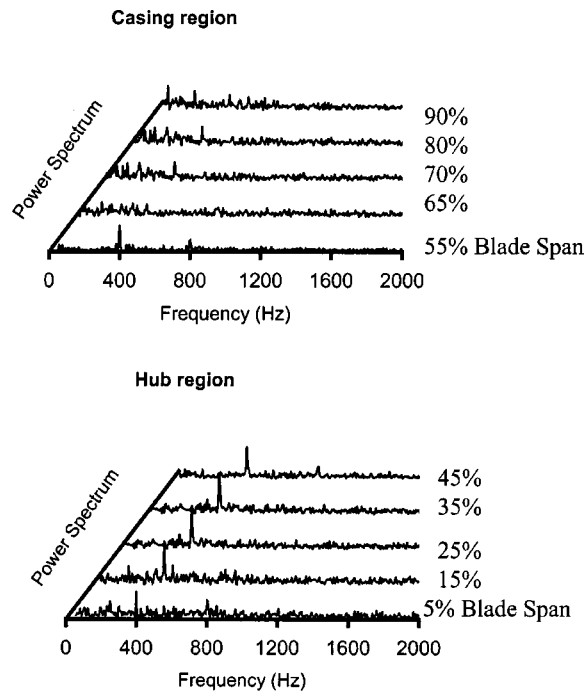 Casing region
Power Spectrum
90%
80%
70%
65%
55% Blade Span
0 400 800 1200 1600 2000
Frequency (Hz)
Hub region
Power Spectrum
45%
35%
25%
15%
5% Blade Span
0 400 800 1200 1600 2000
Frequency (Hz)